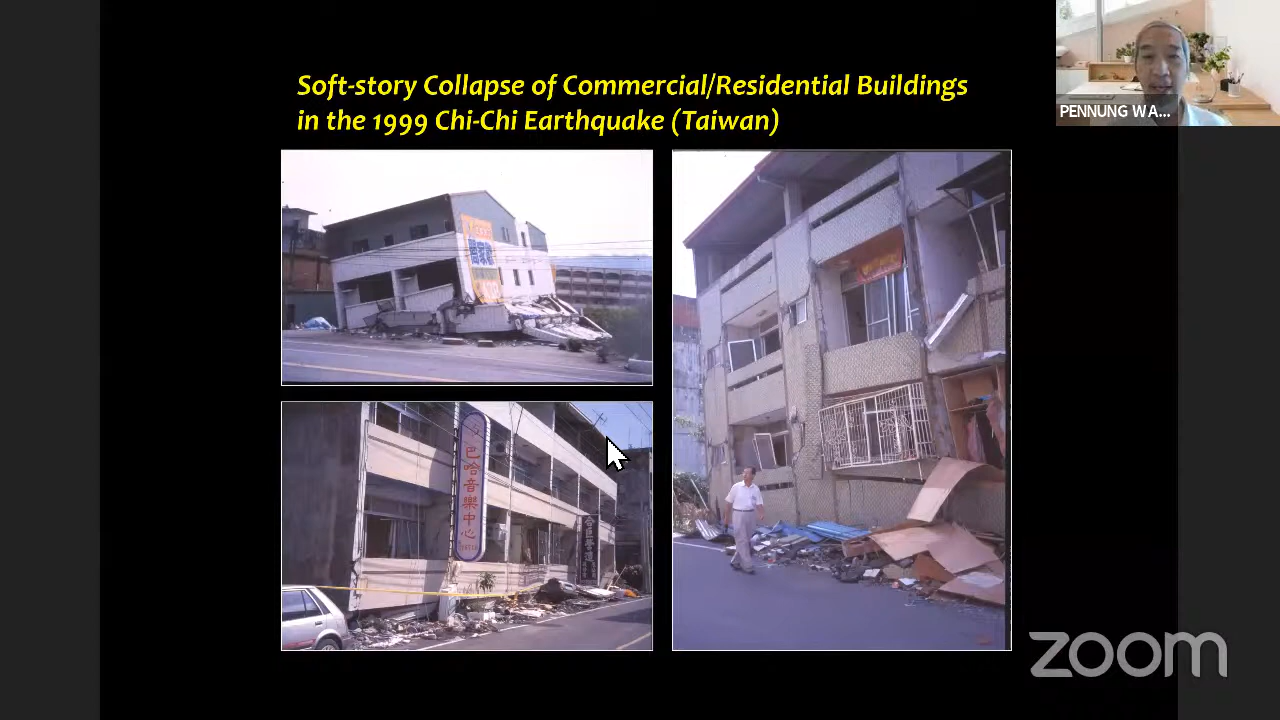 Soft-story Collapse of Commercial/Residential Buildings
in the 1999 Chi-Chi Earthquake (Taiwan)
PENNUNG WA...
巴哈音樂中心
zoom